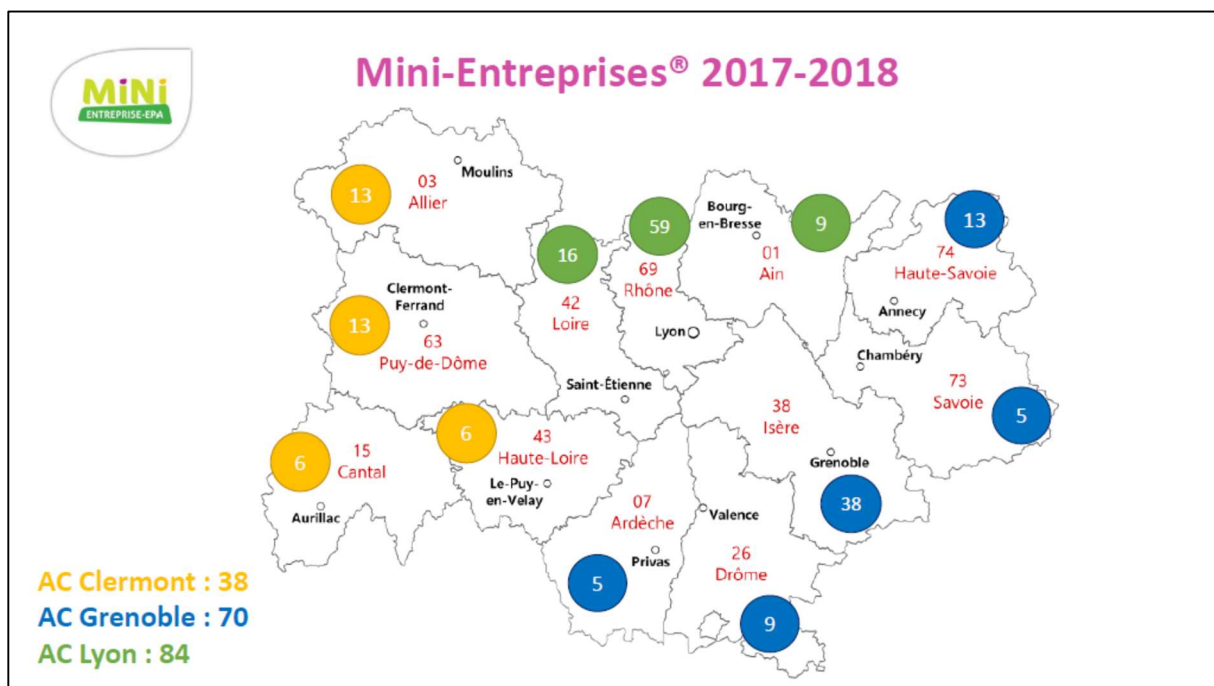 MiNi
ENTREPRISE-EPA
Mini-Entreprises® 2017-2018
Moulins
03
Allier
13
Bourg-
en-Bresse
9
59
13
16
01
Ain
69
Rhône
74
Haute-Savoie
Clermont-
Ferrand
42
Loire
Annecy
13
Lyon
63
Puy-de-Dôme
Chambéry
Saint-Étienne
73
Savoie
38
Isère
5
6
43
Haute-Loire
15
Cantal
6
Grenoble
Le-Puy-
en-Velay
07
Ardèche
Valence
38
Aurillac
Privas
26
Drôme
5
9
AC Clermont : 38
AC Grenoble : 70
AC Lyon : 84